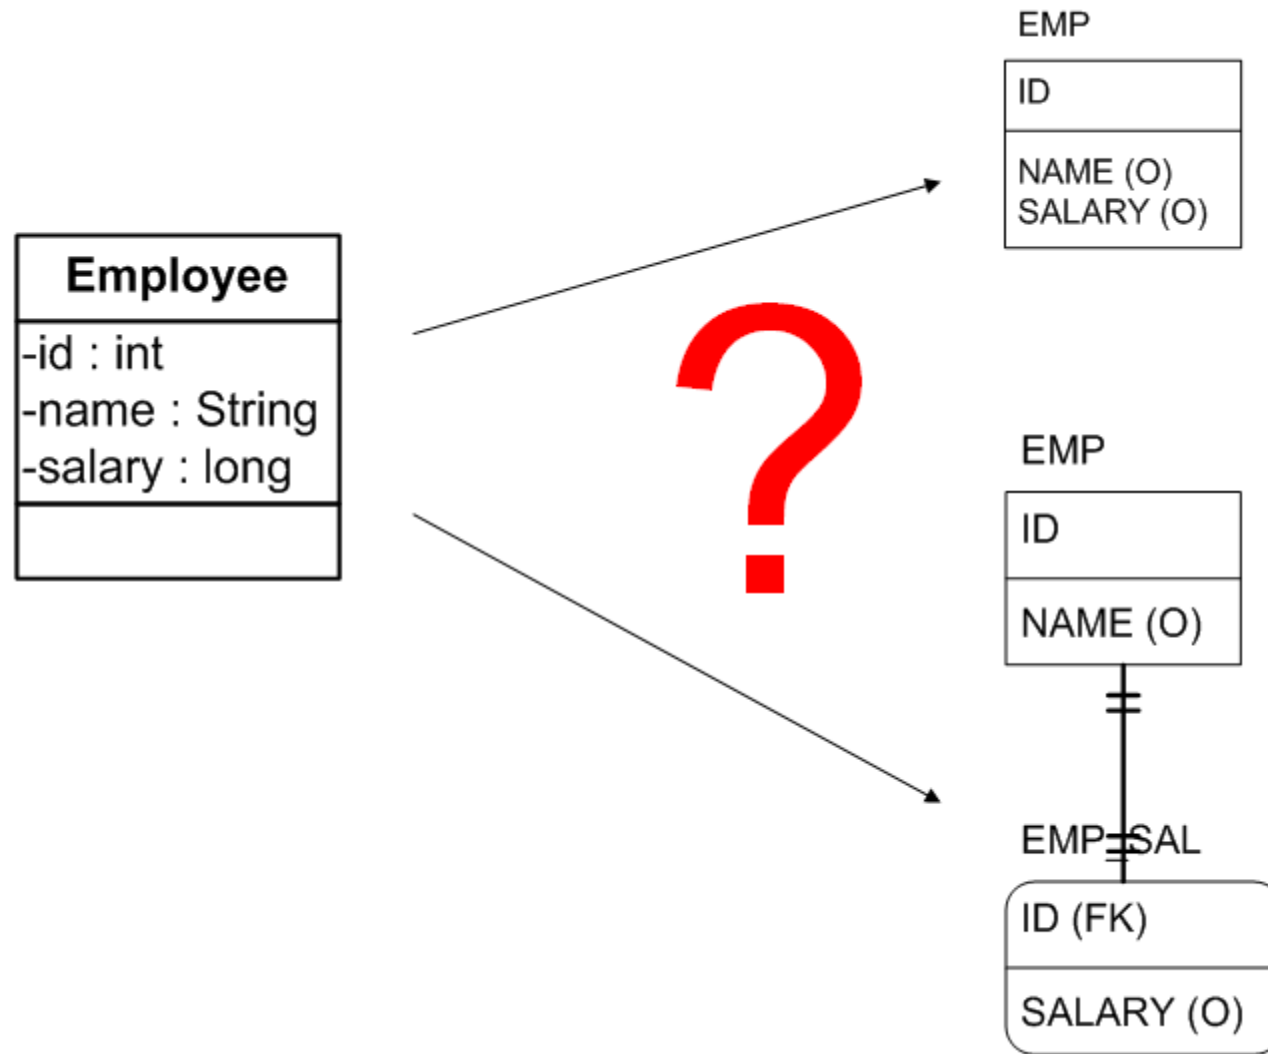 Employee
-id : int
-name : String
-salary : long
?
EMP
ID
NAME (O)
SALARY (O)
EMP
ID
NAME (O)
EMP_SAL
ID (FK)
SALARY (O)